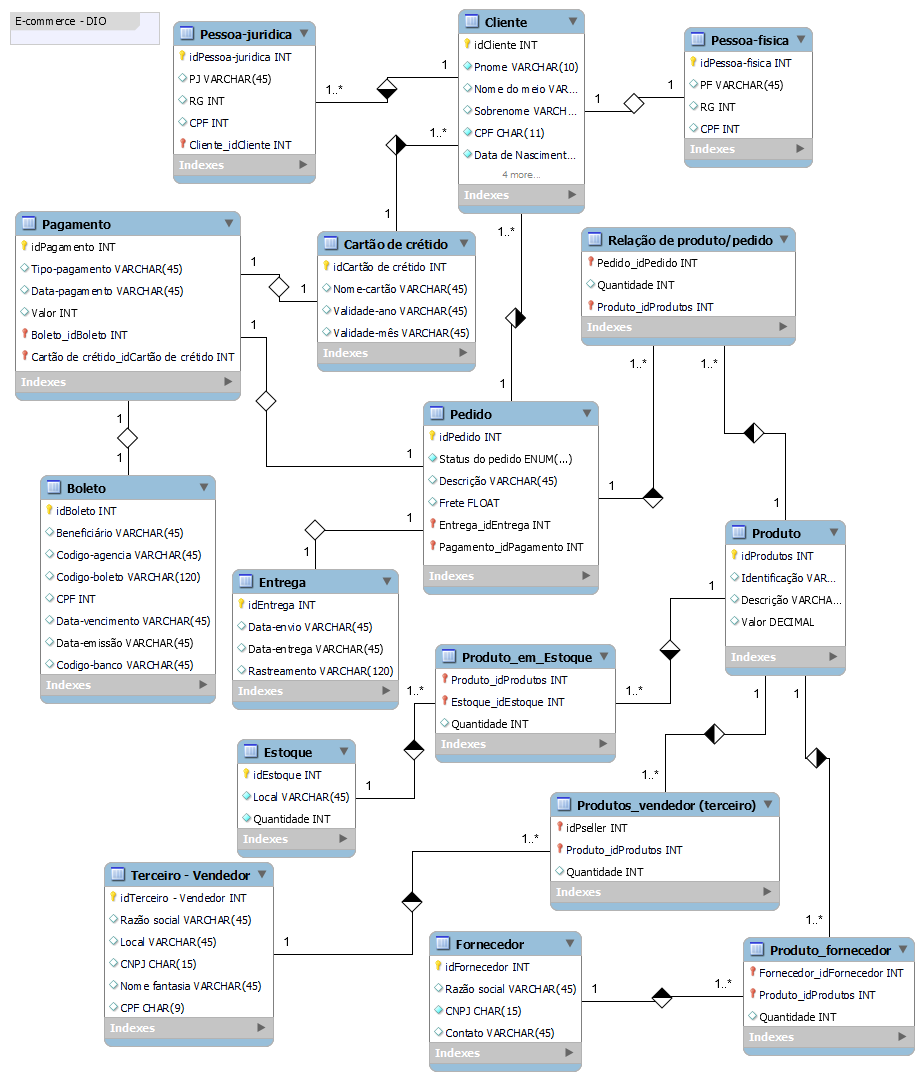 E-commerce - DIO
Pessoa-juridica
idPessoa-juridica INT
PJ VARCHAR(45)
RG INT
CPF INT
Cliente_idCliente INT
Indexes
Cliente
idCliente INT
Pnome VARCHAR(10)
Nome do meio VAR...
Sobrenome VARCH...
CPF CHAR(11)
Data de Nasciment...
4 more...
Indexes
Pessoa-fisica
idPessoa-fisica INT
PF VARCHAR(45)
RG INT
CPF INT
Indexes
1..*
1
1
1
1..*
1
Pagamento
idPagamento INT
Tipo-pagamento VARCHAR(45)
Data-pagamento VARCHAR(45)
Valor INT
Boleto_idBoleto INT
Cartão de crétido_idCartão de crétido INT
Indexes
Cartão de crétido
idCartão de crétido INT
Nome-cartão VARCHAR(45)
Validade-ano VARCHAR(45)
Validade-mês VARCHAR(45)
Indexes
Relação de produto/pedido
Pedido_idPedido INT
Quantidade INT
Produto_idProdutos INT
Indexes
1..*
1
1
1
1
1..*
1..*
1
1
1
Boleto
idBoleto INT
Beneficiário VARCHAR(45)
Codigo-agencia VARCHAR(45)
Codigo-boleto VARCHAR(120)
CPF INT
Data-vencimento VARCHAR(45)
Data-emissão VARCHAR(45)
Codigo-banco VARCHAR(45)
Indexes
Pedido
idPedido INT
Status do pedido ENUM(...)
Descrição VARCHAR(45)
Frete FLOAT
Entrega_idEntrega INT
Pagamento_idPagamento INT
Indexes
1
1
1
1
1
Entrega
idEntrega INT
Data-envio VARCHAR(45)
Data-entrega VARCHAR(45)
Rastreamento VARCHAR(120)
Indexes
Produto
idProdutos INT
Identificação VAR...
Descrição VARCHA...
Valor DECIMAL
Indexes
1
Produto_em_Estoque
Produto_idProdutos INT
Estoque_idEstoque INT
Quantidade INT
Indexes
1..*
1..*
1
1
Estoque
idEstoque INT
Local VARCHAR(45)
Quantidade INT
Indexes
1
1..*
Produtos_vendedor (terceiro)
idPseller INT
Produto_idProdutos INT
Quantidade INT
Indexes
1..*
Terceiro - Vendedor
idTerceiro - Vendedor INT
Razão social VARCHAR(45)
Local VARCHAR(45)
CNPJ CHAR(15)
Nome fantasia VARCHAR(45)
CPF CHAR(9)
Indexes
1
Fornecedor
idFornecedor INT
Razão social VARCHAR(45)
CNPJ CHAR(15)
Contato VARCHAR(45)
Indexes
1
1..*
1..*
Produto_fornecedor
Fornecedor_idFornecedor INT
Produto_idProdutos INT
Quantidade INT
Indexes